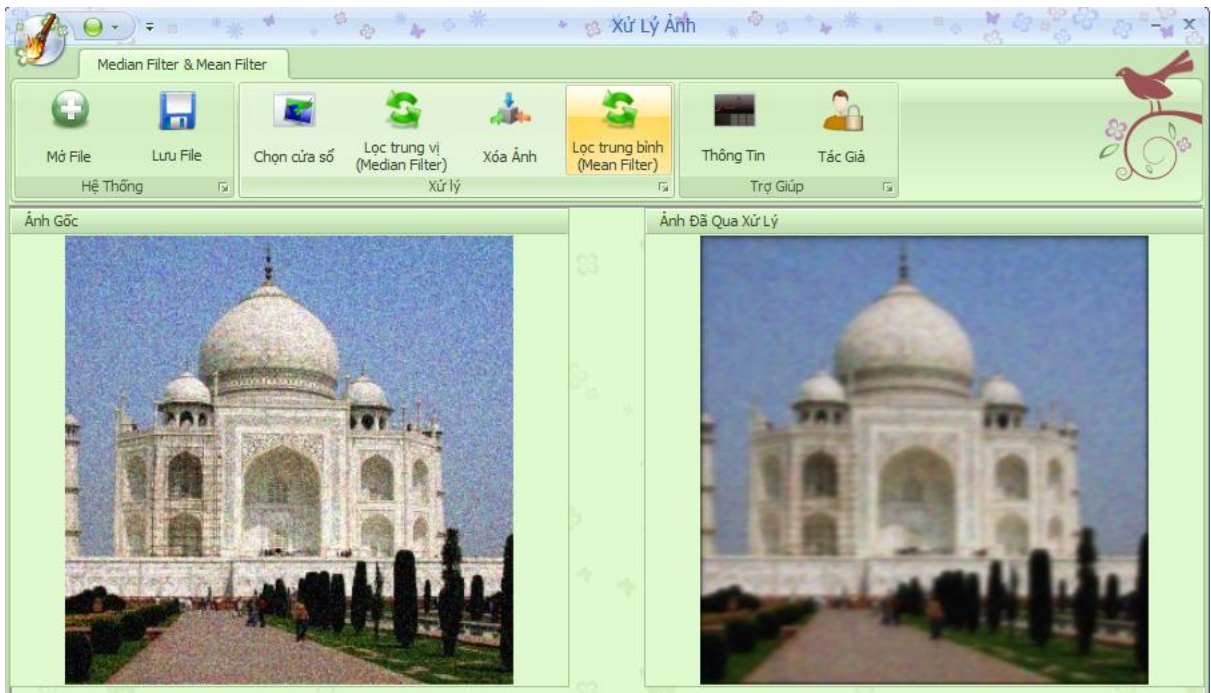 Xử Lý Ảnh
Median Filter & Mean Filter
Mở File
Lưu File
Chọn cửa sổ
Lọc trung vị
(Median Filter)
Xóa Ảnh
Lọc trung bình
(Mean Filter)
Thông Tin
Tác Giả
Hệ Thống
Xử lý
Trợ Giúp
Ảnh Gốc
Ảnh Đã Qua Xử Lý